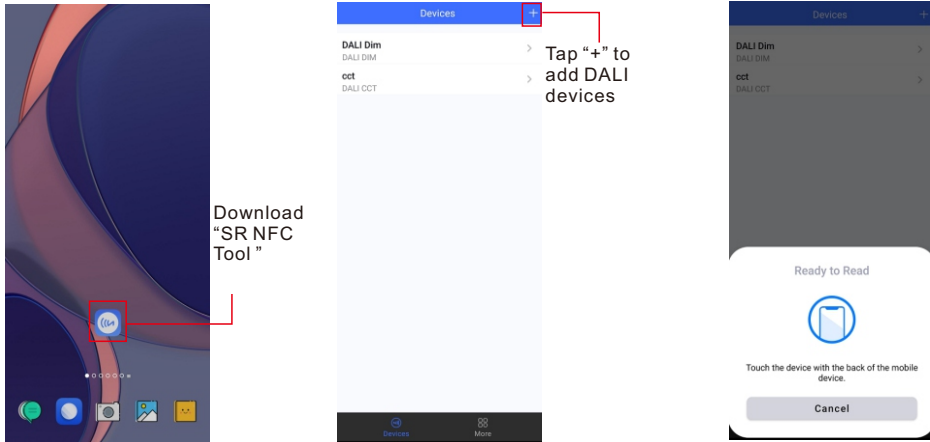 Download
“SR NFC
Tool ”
Devices
+
DALI Dim
DALI DIM
cct
DALI CCT
Devices
More
Tap “+” to
add DALI
devices
Devices
+
DALI Dim
DALI DIM
cct
DALI CCT
Ready to Read
Touch the device with the back of the mobile
device.
Cancel